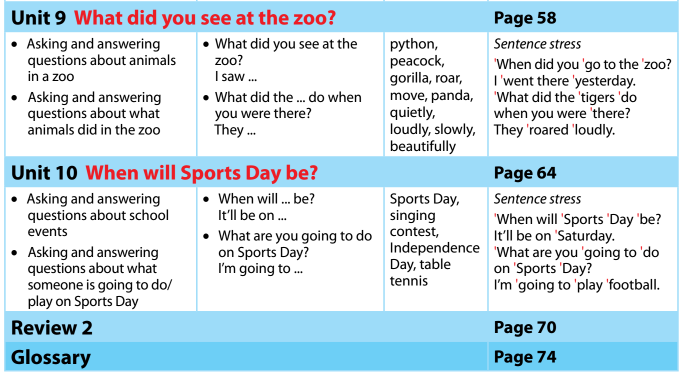 Unit 9 What did you see at the zoo? Page 58
• Asking and answering
questions about animals
in a zoo
• Asking and answering
questions about what
animals did in the zoo
• What did you see at the
zoo?
I saw ...
• What did the ... do when
you were there?
They ...
python,
peacock,
gorilla, roar,
move, panda,
quietly,
loudly, slowly,
beautifully
Sentence stress
'When did you 'go to the 'zoo?
I 'went there 'yesterday.
'What did the 'tigers 'do
when you were 'there?
They 'roared 'loudly.
Unit 10 When will Sports Day be? Page 64
• Asking and answering
questions about school
events
• Asking and answering
questions about what
someone is going to do/
play on Sports Day
• When will ... be?
It'll be on ...
• What are you going to do
on Sports Day?
I'm going to ...
Sports Day,
singing
contest,
Independence
Day, table
tennis
Sentence stress
'When will 'Sports 'Day 'be?
It'll be on 'Saturday.
'What are you 'going to 'do
on 'Sports 'Day?
I'm 'going to 'play 'football.
Review 2 Page 70
Glossary Page 74